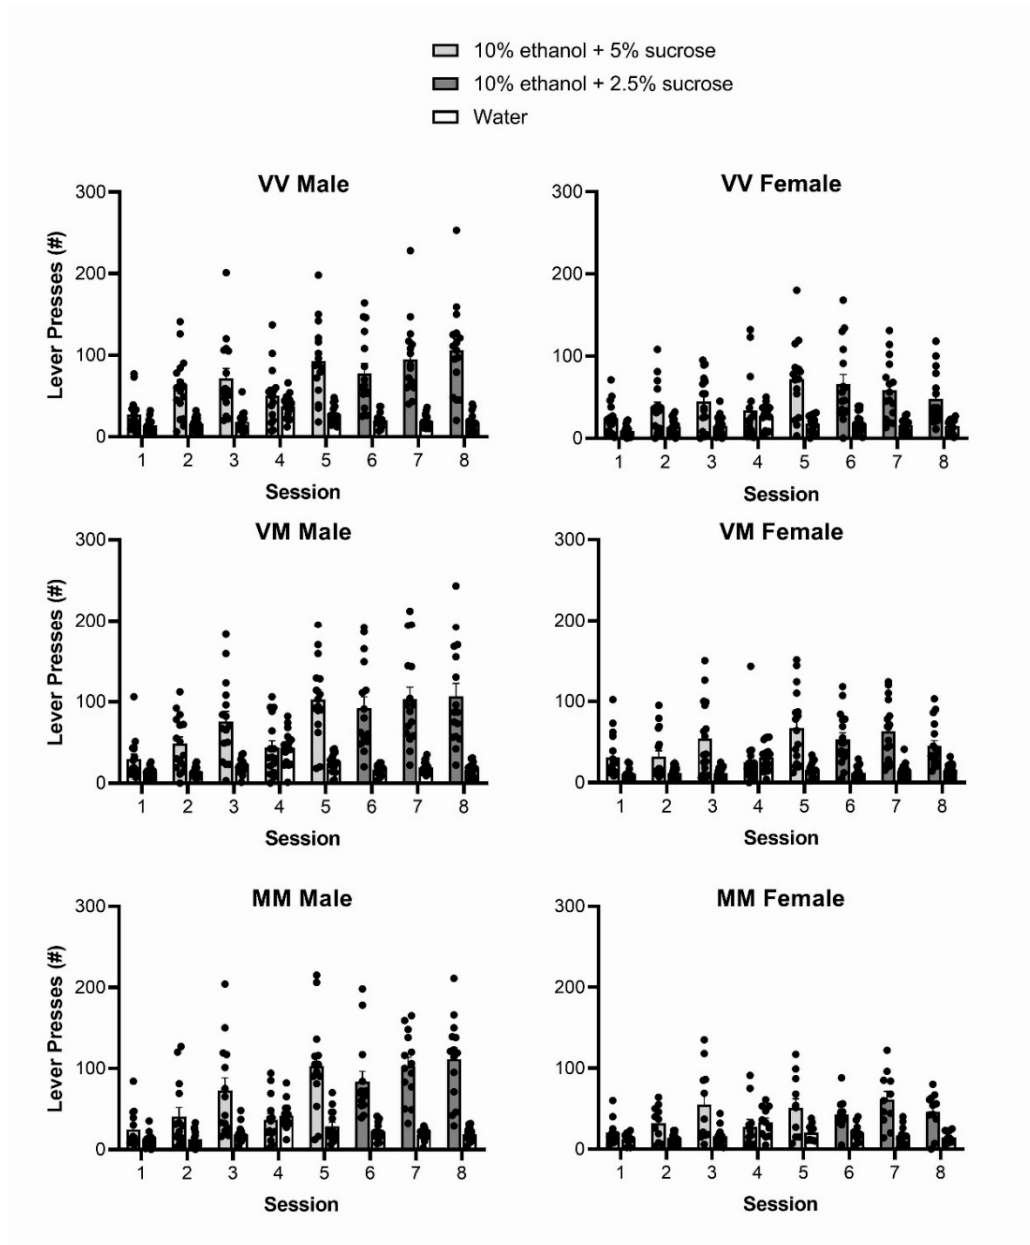 10% ethanol + 5% sucrose
10% ethanol + 2.5% sucrose
Water
VV Male
300
200
100
0
Lever Presses (#)
1 2 3 4 5 6 7 8
Session
VV Female
300
200
100
0
1 2 3 4 5 6 7 8
Session
VM Male
300
200
100
0
Lever Presses (#)
1 2 3 4 5 6 7 8
Session
VM Female
300
200
100
0
1 2 3 4 5 6 7 8
Session
MM Male
300
200
100
0
Lever Presses (#)
1 2 3 4 5 6 7 8
Session
MM Female
300
200
100
0
1 2 3 4 5 6 7 8
Session